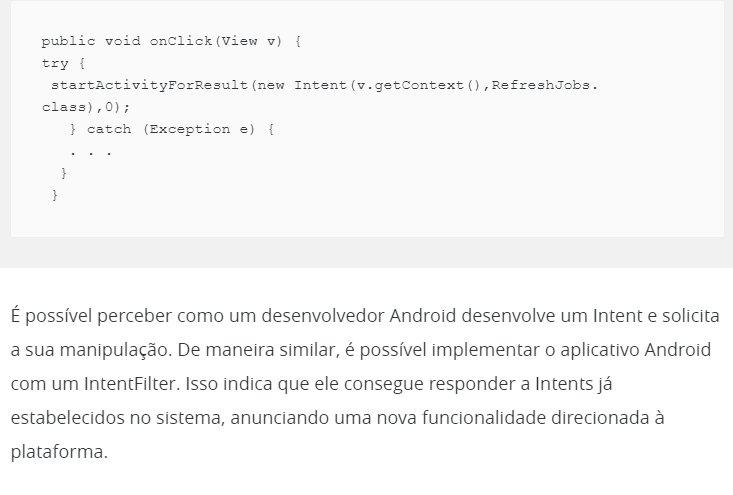 public void onClick(View v) {
try {
startActivityForResult(new Intent(v.getContext(),RefreshJobs.
class),0);
} catch (Exception e) {
. . .
}
}
É possível perceber como um desenvolvedor Android desenvolve um Intent e solicita
a sua manipulação. De maneira similar, é possível implementar o aplicativo Android
com um IntentFilter. Isso indica que ele consegue responder a Intents já
estabelecidos no sistema, anunciando uma nova funcionalidade direcionada à
plataforma.